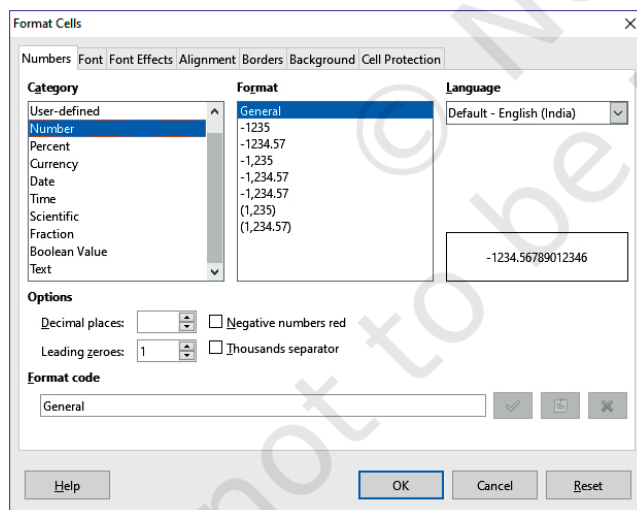 Format Cells
Numbers Font Font Effects Alignment Borders Background Cell Protection
Category
User-defined
Number
Percent
Currency
Date
Time
Scientific
Fraction
Boolean Value
Text
Format
General
-1235
-1234.57
-1,235
-1,234.57
-1,234.57
(1,235)
(1,234.57)
Language
Default - English (India)
-1234.56789012346
Options
Decimal places:
Negative numbers red
Leading zeroes: 1
Thousands separator
Format code
General
Help OK Cancel Reset
© N
not to be